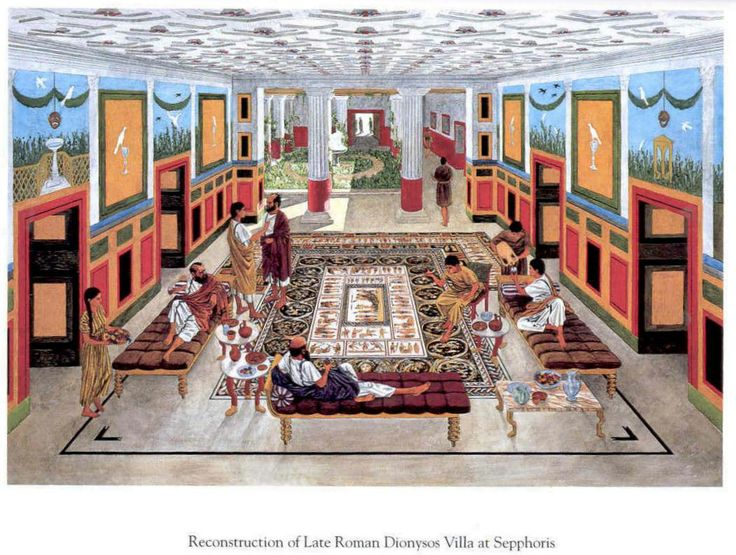 Reconstruction of Late Roman Dionysos Villa at Sepphoris